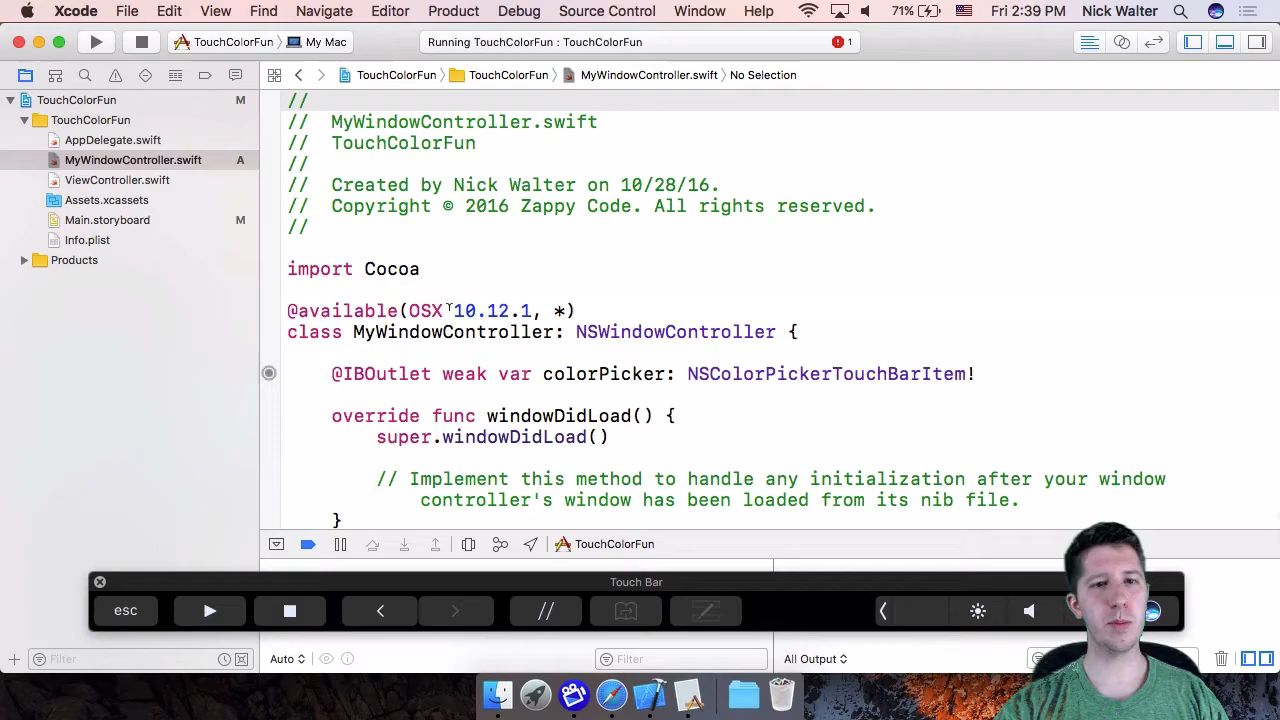 Xcode File Edit View Find Navigate Editor Product Debug Source Control Window Help 71% Fri 2:39 PM Nick Walter
TouchColorFun My Mac Running TouchColorFun : TouchColorFun 1
TouchColorFun TouchColorFun MyWindowController.swift No Selection
TouchColorFun M
TouchColorFun
AppDelegate.swift
MyWindowController.swift A
ViewController.swift
Assets.xcassets
Main.storyboard M
Info.plist
Products
//
// MyWindowController.swift
// TouchColorFun
//
// Created by Nick Walter on 10/28/16.
// Copyright © 2016 Zappy Code. All rights reserved.
//
import Cocoa
@available(OSX 10.12.1, *)
class MyWindowController: NSWindowController {
@IBOutlet weak var colorPicker: NSColorPickerTouchBarItem!
override func windowDidLoad() {
super.windowDidLoad()
// Implement this method to handle any initialization after your window
controller's window has been loaded from its nib file.
}
TouchColorFun
Touch Bar
esc //
Filter Auto Filter All Output